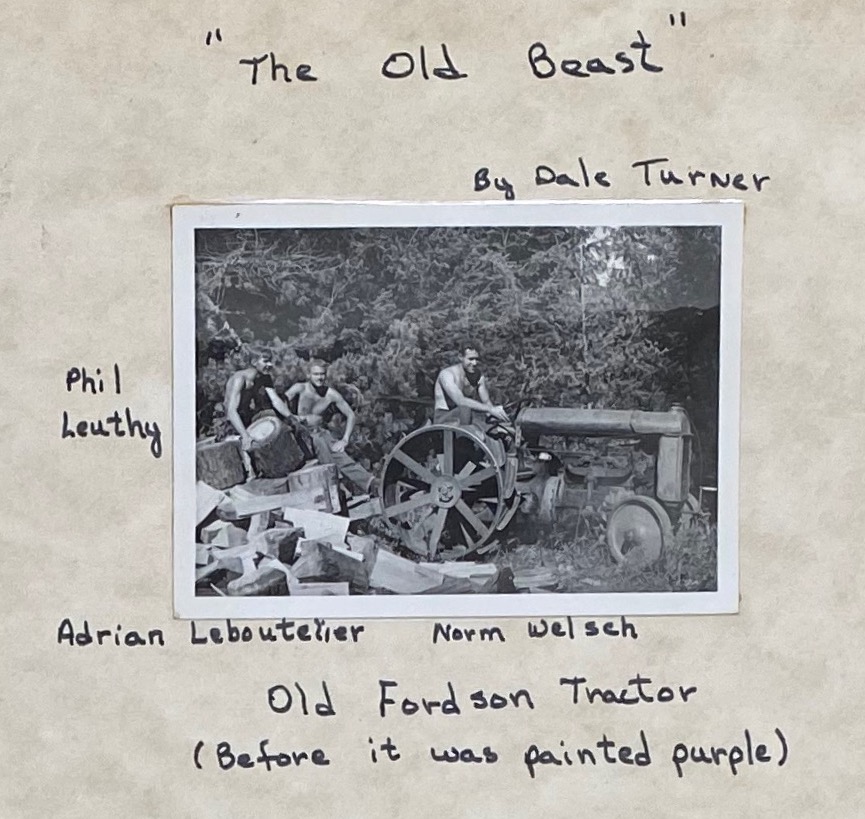 "The Old Beast"
By Dale Turner
Phil
Leuthy
Adrian Leboutelier Norm Welsch
Old Fordson Tractor
(Before it was painted purple)